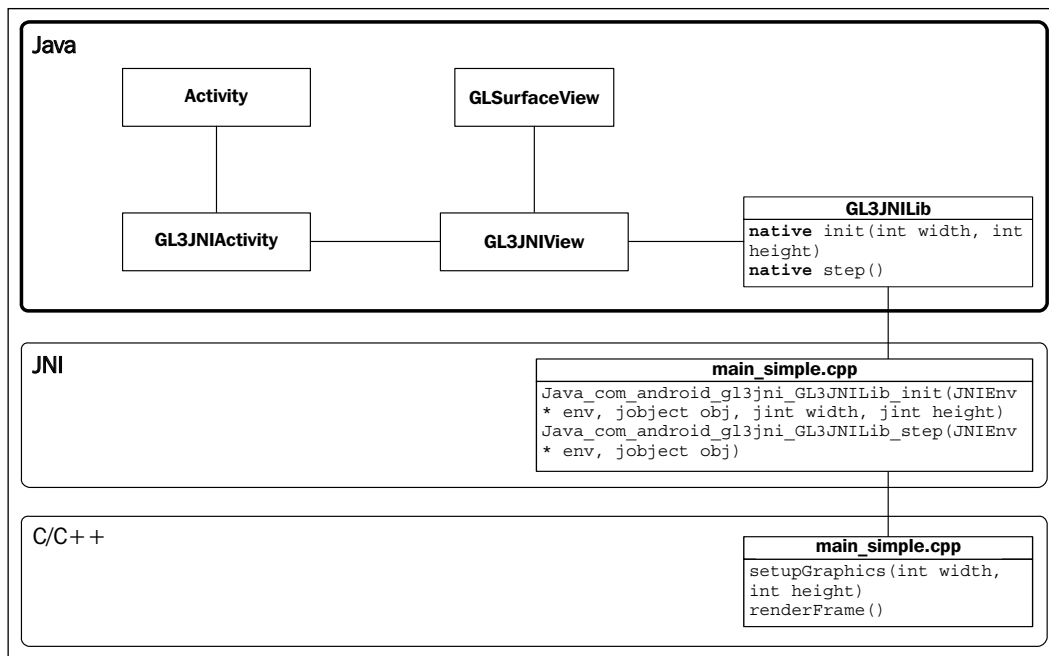 Java
Activity
GLSurfaceView
GL3JNIActivity
GL3JNIView
GL3JNILib
native init(int width, int
height)
native step()
JNI
main_simple.cpp
Java_com_android_gl3jni_GL3JNILib_init(JNIEnv
* env, jobject obj, jint width, jint height)
Java_com_android_gl3jni_GL3JNILib_step(JNIEnv
* env, jobject obj)
C/C++
main_simple.cpp
setupGraphics(int width,
int height)
renderFrame()